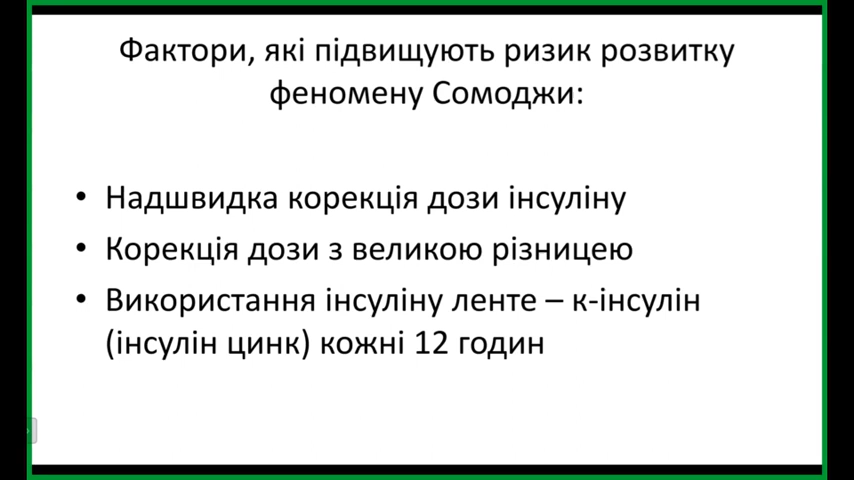 Фактори, які підвищують ризик розвитку
феномену Сомоджи:
• Надшвидка корекція дози інсуліну
• Корекція дози з великою різницею
• Використання інсуліну ленте – к-інсулін
(інсулін цинк) кожні 12 годин